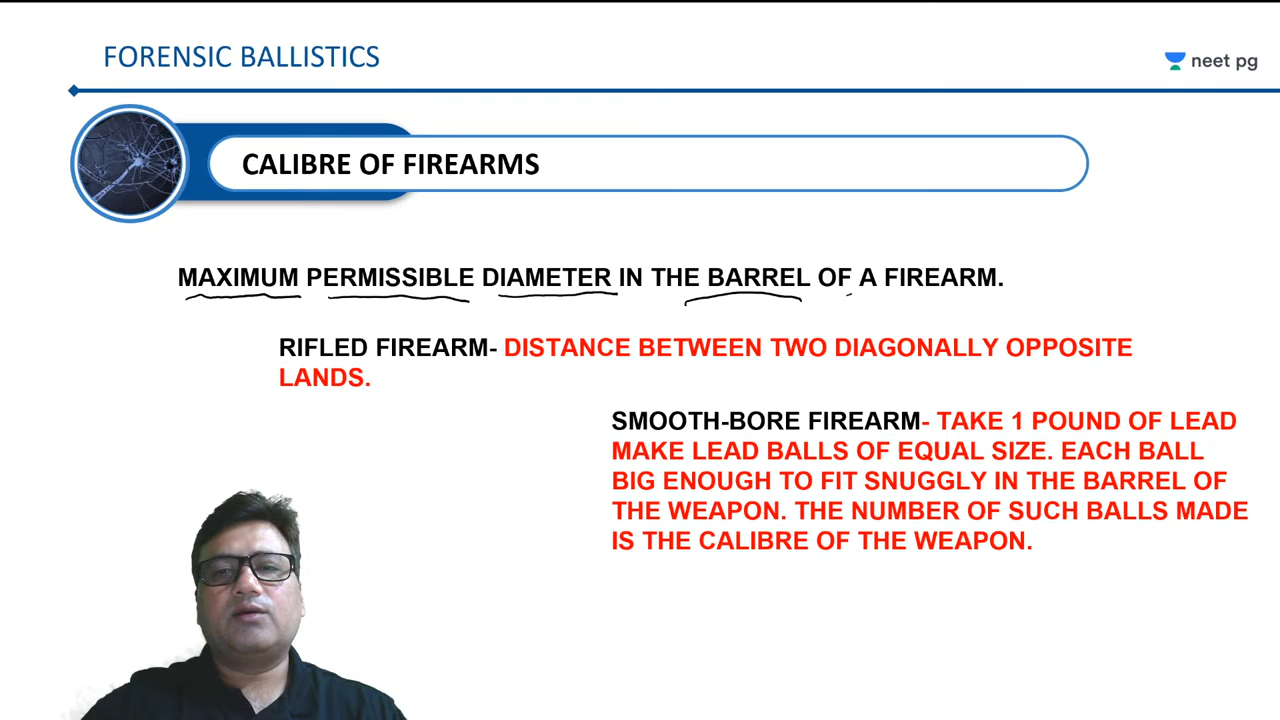 FORENSIC BALLISTICS
neet pg
CALIBRE OF FIREARMS
MAXIMUM PERMISSIBLE DIAMETER IN THE BARREL OF A FIREARM.
RIFLED FIREARM- DISTANCE BETWEEN TWO DIAGONALLY OPPOSITE
LANDS.
SMOOTH-BORE FIREARM- TAKE 1 POUND OF LEAD
MAKE LEAD BALLS OF EQUAL SIZE. EACH BALL
BIG ENOUGH TO FIT SNUGGLY IN THE BARREL OF
THE WEAPON. THE NUMBER OF SUCH BALLS MADE
IS THE CALIBRE OF THE WEAPON.